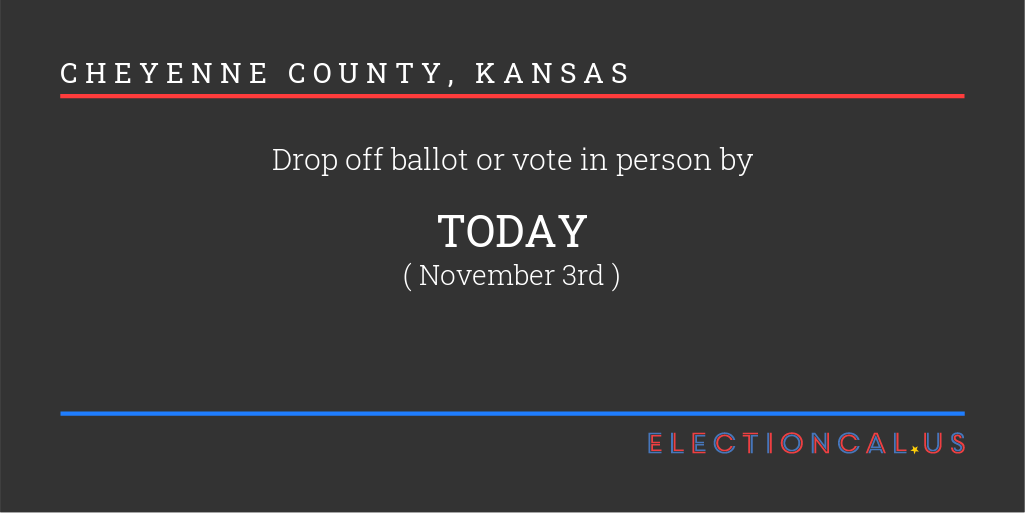 CHEYENNE COUNTY, KANSAS
Drop off ballot or vote in person by
TODAY
( November 3rd )
ELECTIONCAL.US